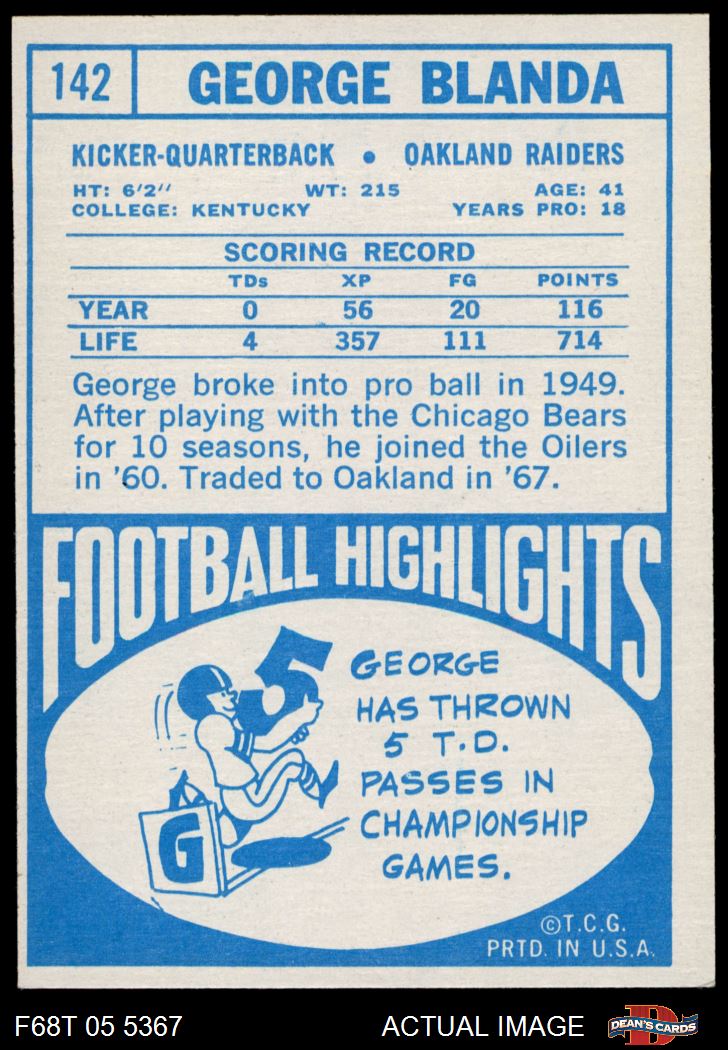 142 GEORGE BLANDA
KICKER-QUARTERBACK • OAKLAND RAIDERS
HT: 6'2" WT: 215 AGE: 41
COLLEGE: KENTUCKY YEARS PRO: 18
SCORING RECORD
TDs XP FG POINTS
YEAR 0 56 20 116
LIFE 4 357 111 714
George broke into pro ball in 1949.
After playing with the Chicago Bears
for 10 seasons, he joined the Oilers
in '60. Traded to Oakland in '67.
FOOTBALL HIGHLIGHTS
5
G
GEORGE
HAS THROWN
5 T.D.
PASSES IN
CHAMPIONSHIP
GAMES.
©T.C.G.
PRTD. IN U.S.A.
F68T 05 5367 ACTUAL IMAGE D DEAN'S CARDS